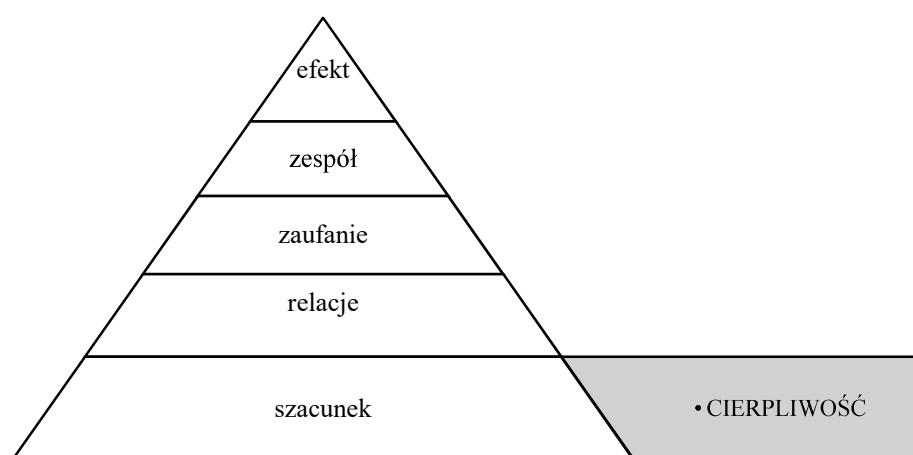 efekt
zespół
zaufanie
relacje
szacunek
• CIERPLIWOŚĆ